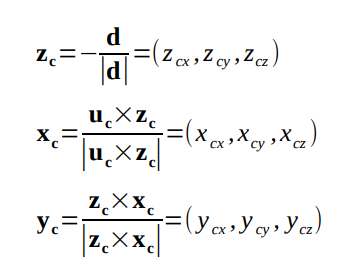 z_c = −d/|d| = (z_cx, z_cy, z_cz)
x_c = (u_c × z_c)/|u_c × z_c| = (x_cx, x_cy, x_cz)
y_c = (z_c × x_c)/|z_c × x_c| = (y_cx, y_cy, y_cz)